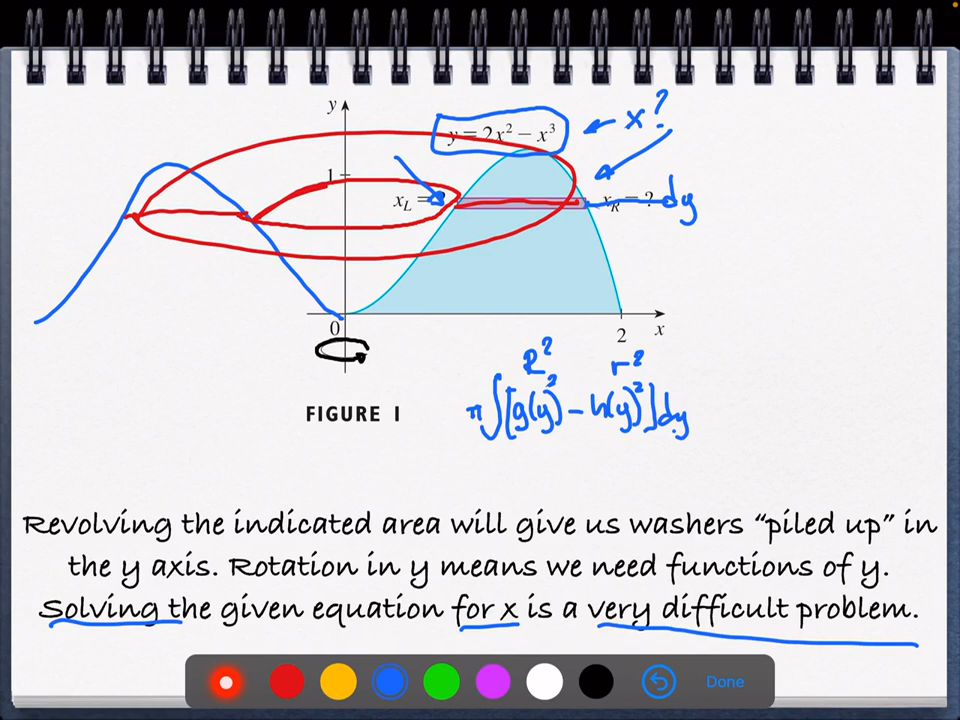 y
y = 2x² − x³
x?
1
x_L = ?
x_R = ?
dy
0
2
x
R²
r²
FIGURE 1
π∫[g(y)² − h(y)²]dy
Revolving the indicated area will give us washers “piled up” in
the y axis. Rotation in y means we need functions of y.
Solving the given equation for x is a very difficult problem.
Done